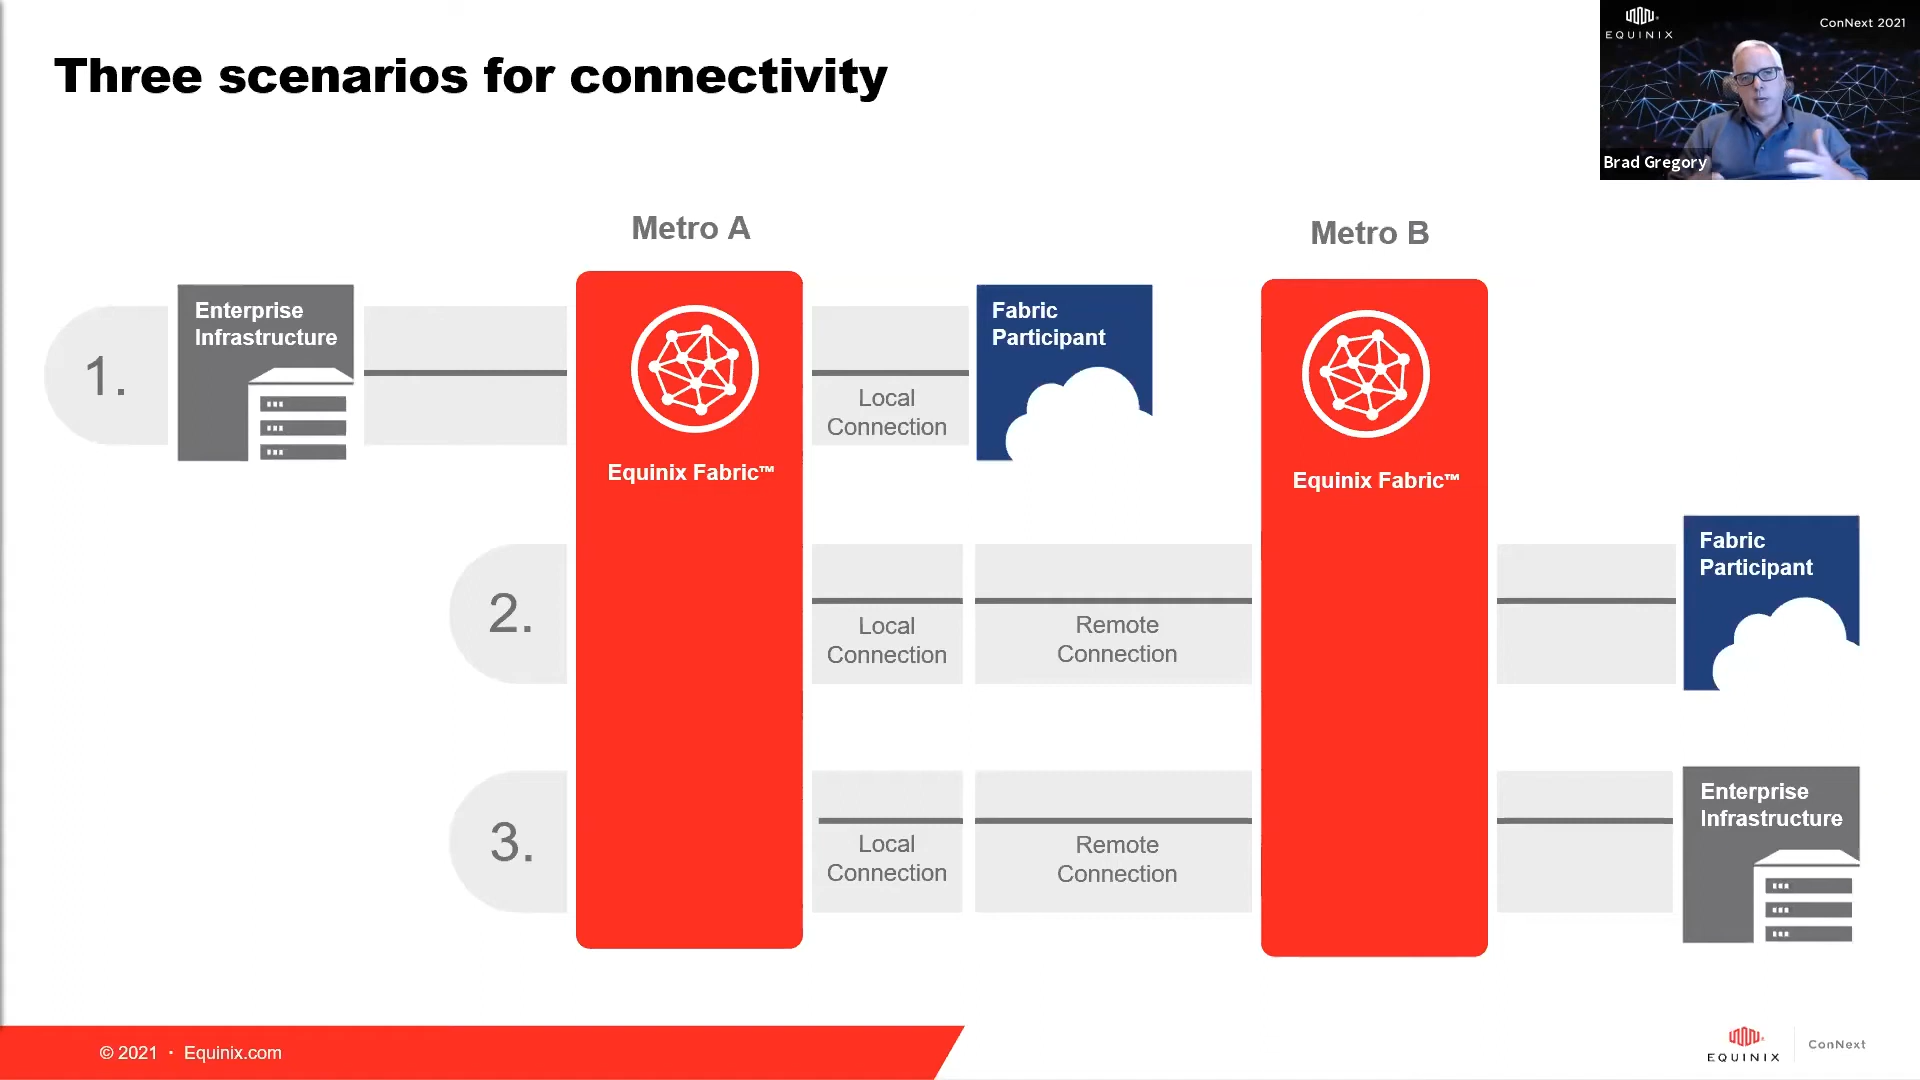 Three scenarios for connectivity
EQUINIX
ConNext 2021
Brad Gregory
Metro A
Metro B
1.
Enterprise
Infrastructure
Equinix Fabric™
Local
Connection
Fabric
Participant
Equinix Fabric™
2.
Local
Connection
Remote
Connection
Fabric
Participant
3.
Local
Connection
Remote
Connection
Enterprise
Infrastructure
© 2021 · Equinix.com
EQUINIX
ConNext